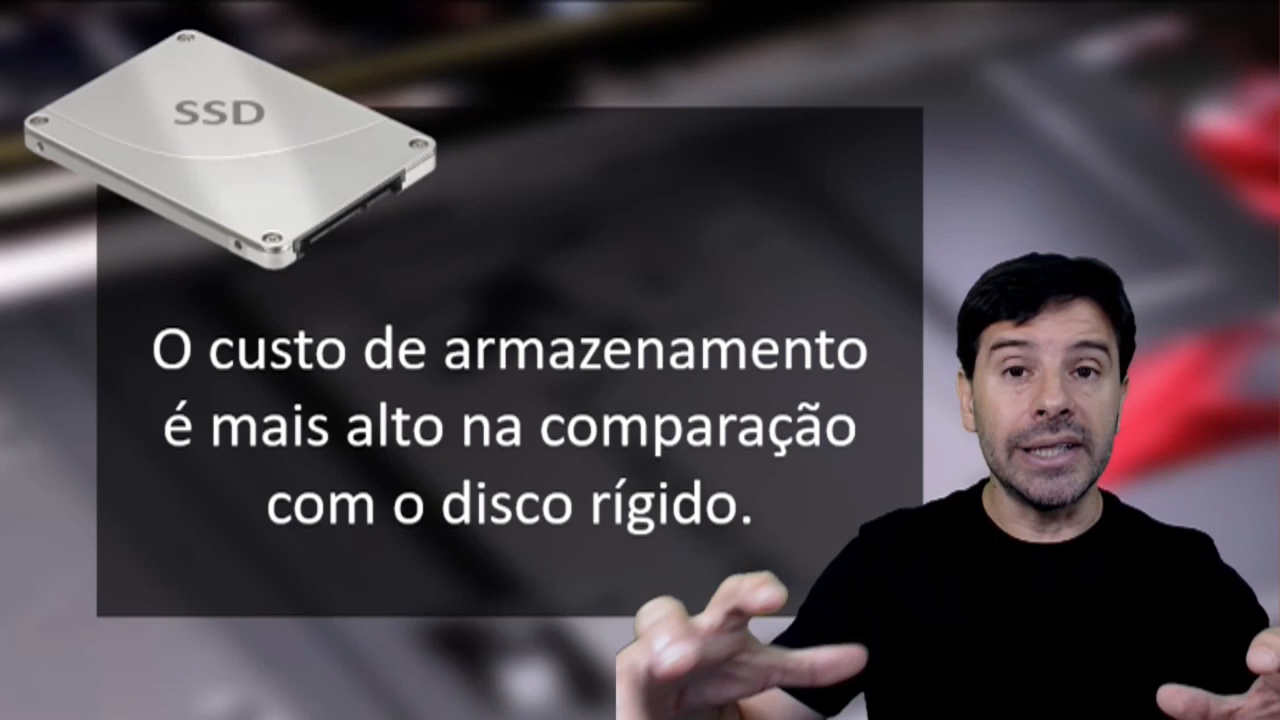 SSD
O custo de armazenamento
é mais alto na comparação
com o disco rígido.